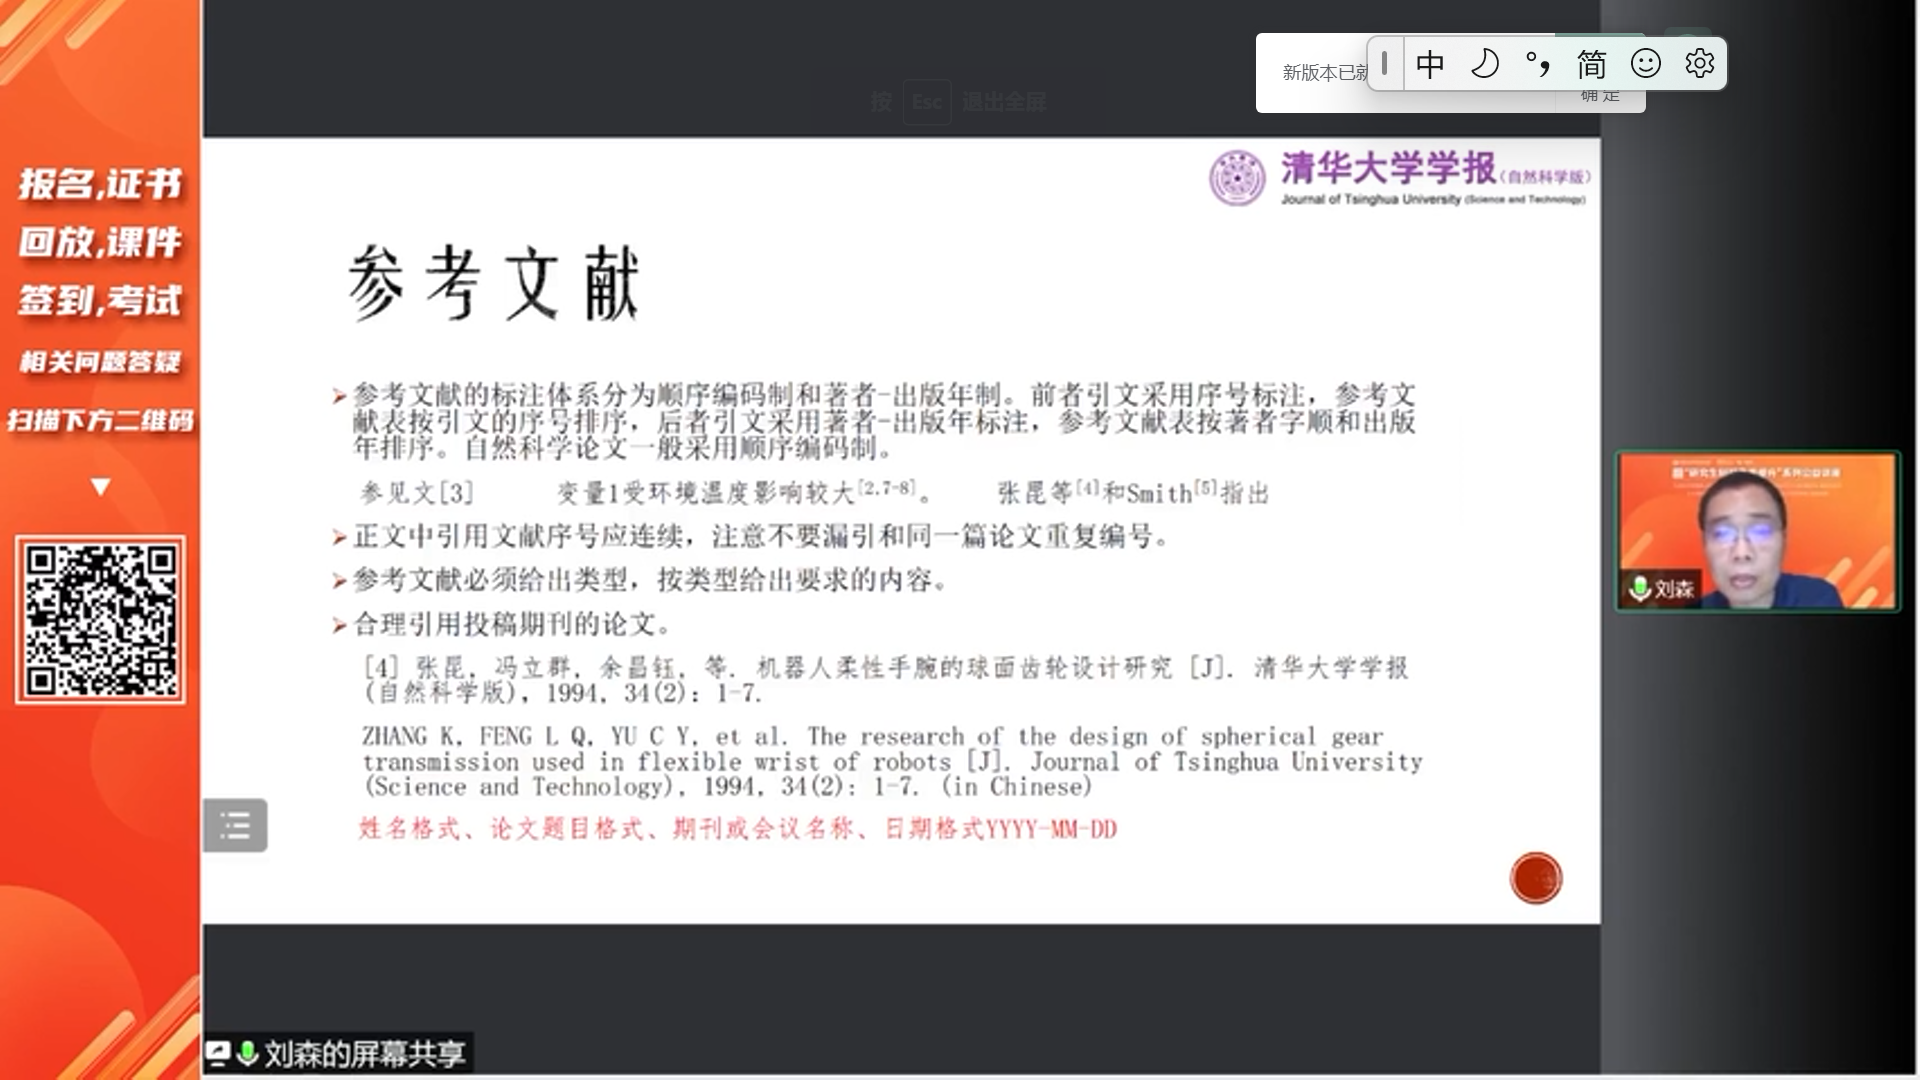 报名,证书
回放,课件
签到,考试
相关问题答疑
扫描下方二维码
按 Esc 退出全屏
新版本已就
确定
中 简
清华大学学报(自然科学版)
Journal of Tsinghua University (Science and Technology)
参考文献
参考文献的标注体系分为顺序编码制和著者-出版年制。前者引文采用序号标注，参考文
献表按引文的序号排序，后者引文采用著者-出版年标注，参考文献表按著者字顺和出版
年排序。自然科学论文一般采用顺序编码制。
参见文[3] 变量1受环境温度影响较大[2,7-8]。 张昆等[4]和Smith[5]指出
正文中引用文献序号应连续，注意不要漏引和同一篇论文重复编号。
参考文献必须给出类型，按类型给出要求的内容。
合理引用投稿期刊的论文。
[4] 张昆, 冯立群, 余昌钰, 等. 机器人柔性手腕的球面齿轮设计研究 [J]. 清华大学学报
(自然科学版), 1994, 34(2): 1-7.
ZHANG K, FENG L Q, YU C Y, et al. The research of the design of spherical gear
transmission used in flexible wrist of robots [J]. Journal of Tsinghua University
(Science and Technology), 1994, 34(2): 1-7. (in Chinese)
姓名格式、论文题目格式、期刊或会议名称、日期格式YYYY-MM-DD
刘森
刘森的屏幕共享